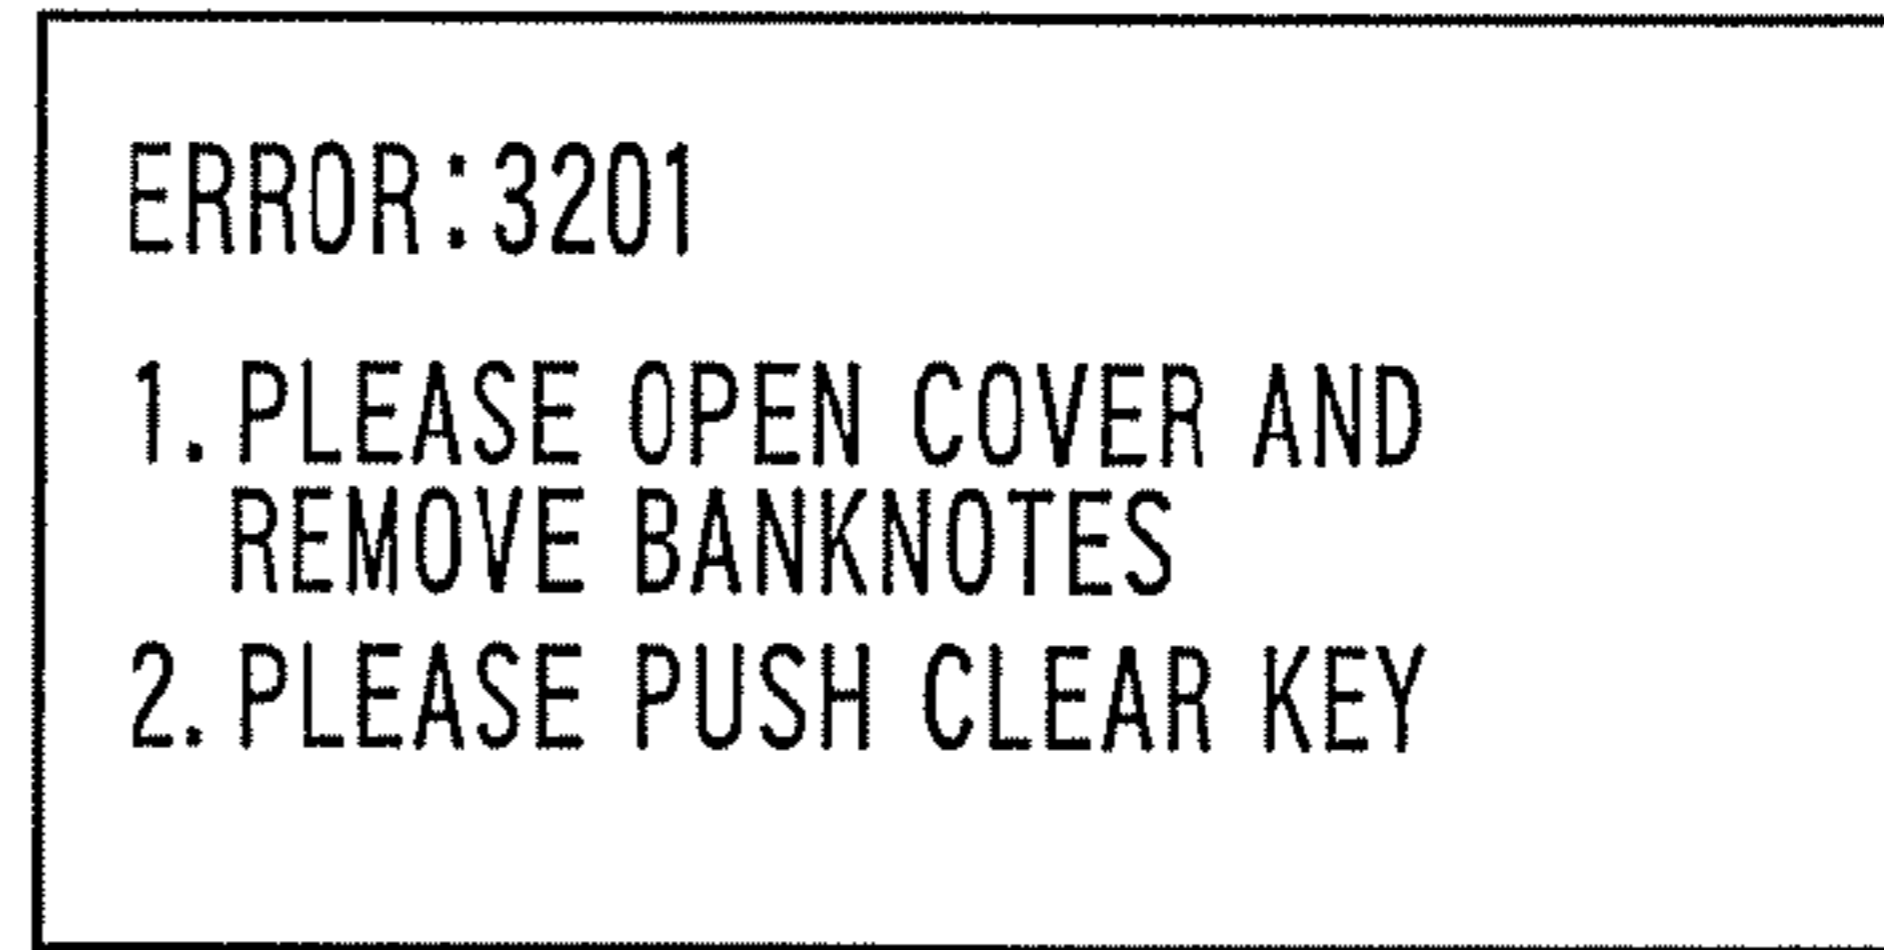 ERROR:3201
1. PLEASE OPEN COVER AND
REMOVE BANKNOTES
2. PLEASE PUSH CLEAR KEY